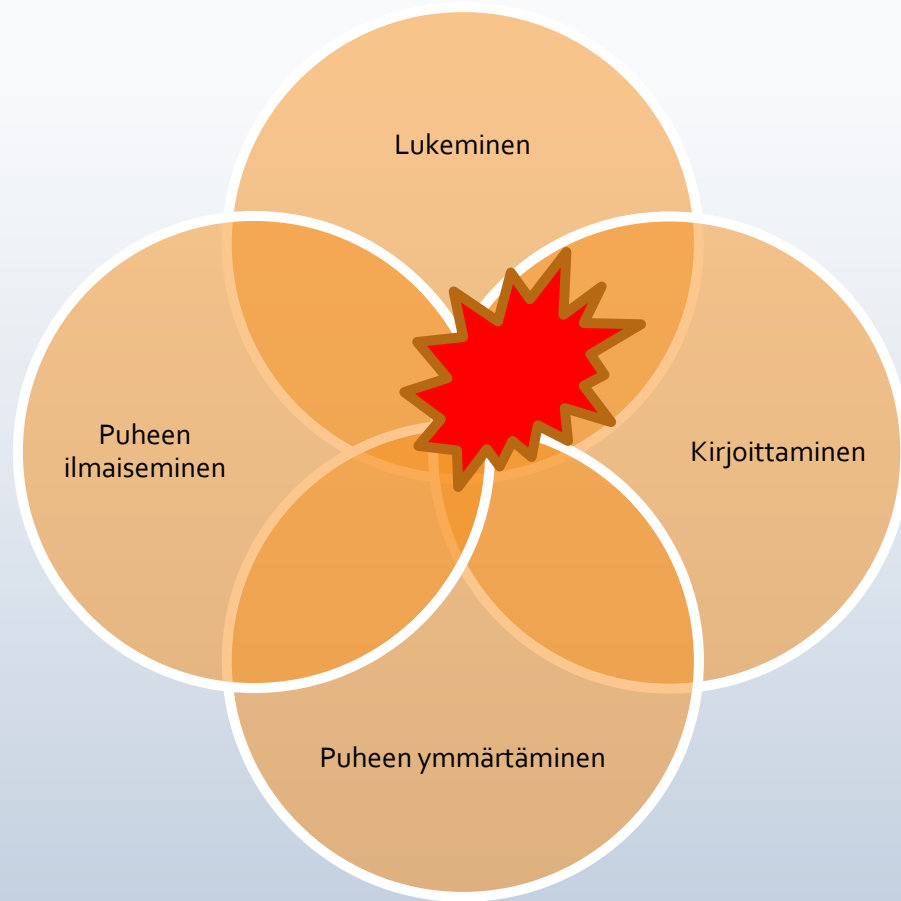 Lukeminen
Puheen
ilmaiseminen
Kirjoittaminen
Puheen ymmärtäminen